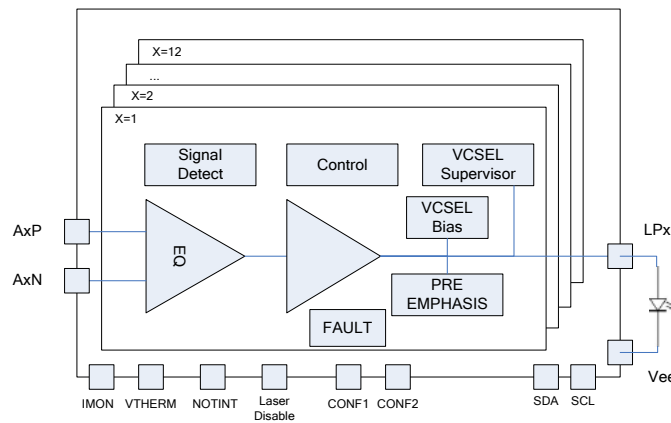 X=12
...
X=2
X=1
Signal
Detect
Control
VCSEL
Supervisor
VCSEL
Bias
EQ
PRE
EMPHASIS
FAULT
AxP
AxN
LPx
Vee
IMON
VTHERM
NOTINT
Laser
Disable
CONF1
CONF2
SDA
SCL